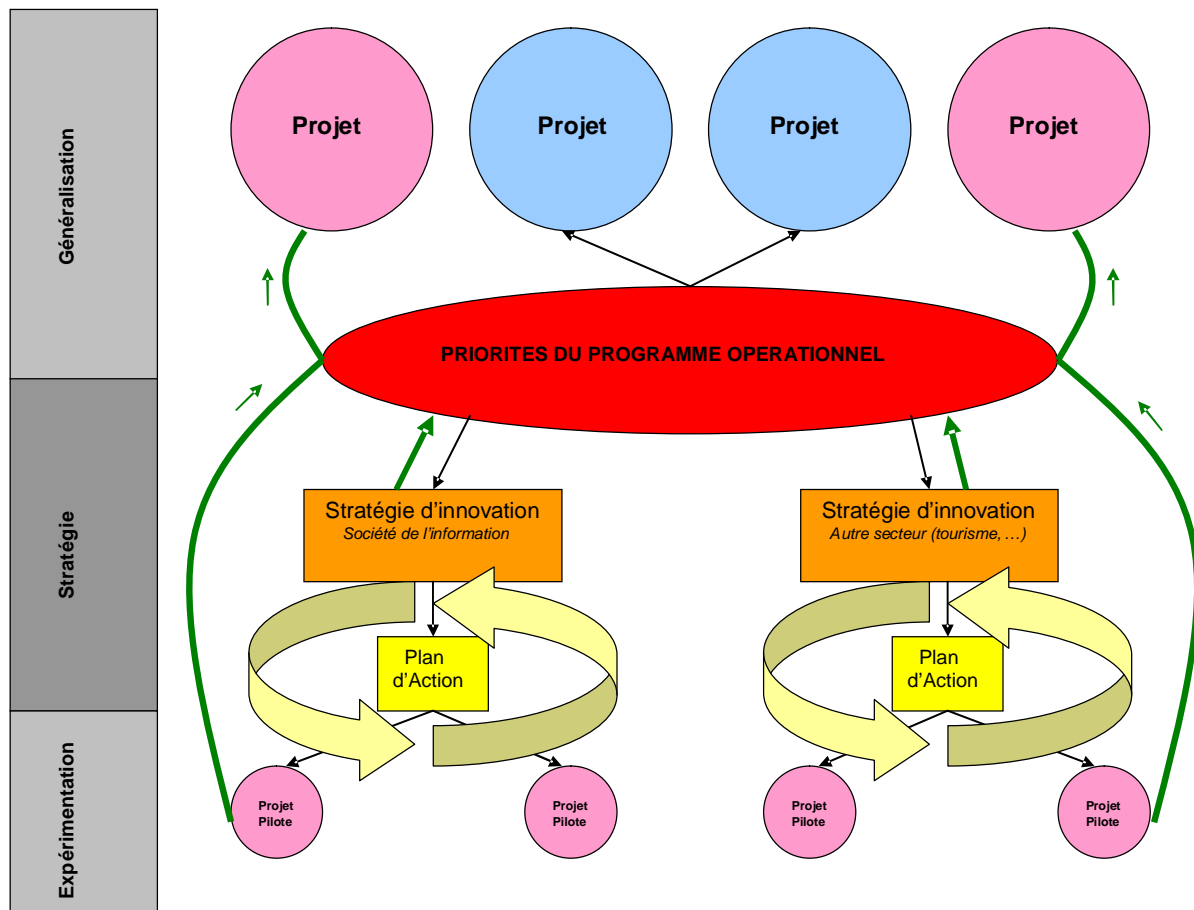 Généralisation
Projet
Projet
Projet
Projet
PRIORITES DU PROGRAMME OPERATIONNEL
Stratégie
Stratégie d’innovation
Société de l’information
Stratégie d’innovation
Autre secteur (tourisme, …)
Plan
d’Action
Plan
d’Action
Expérimentation
Projet
Pilote
Projet
Pilote
Projet
Pilote
Projet
Pilote